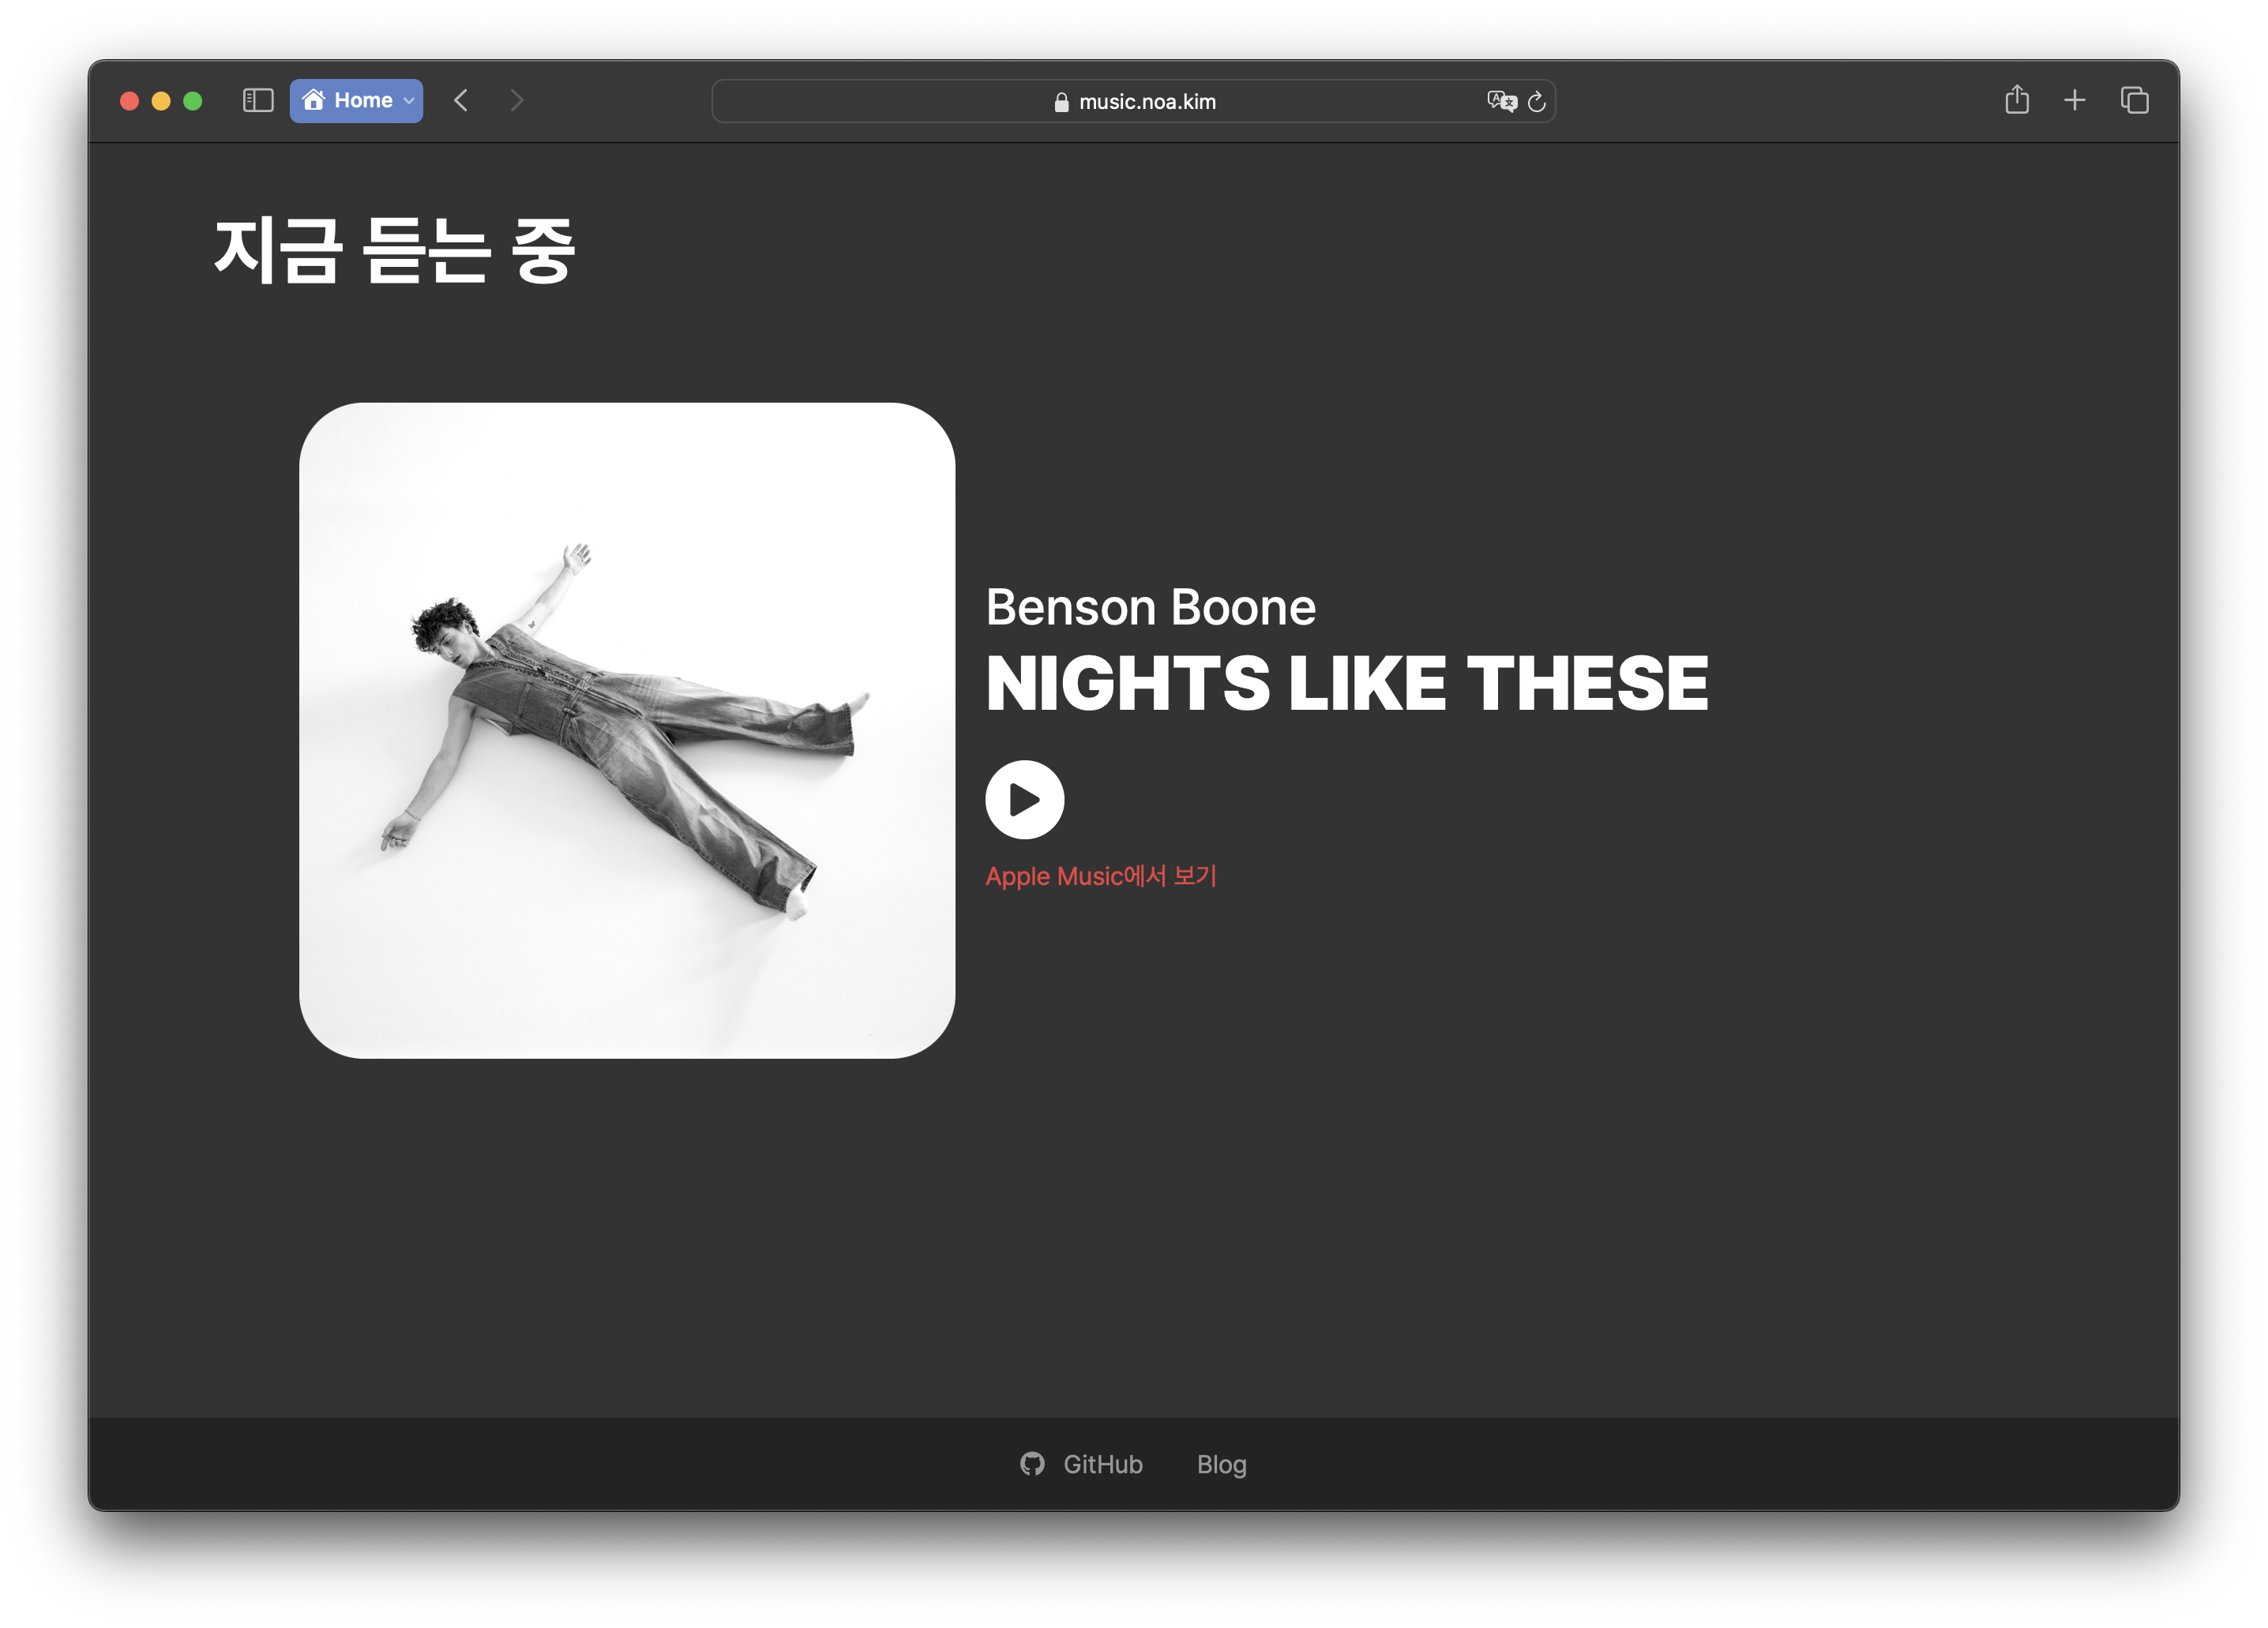 Home
music.noa.kim
지금 듣는 중
Benson Boone
NIGHTS LIKE THESE
Apple Music에서 보기
GitHub
Blog